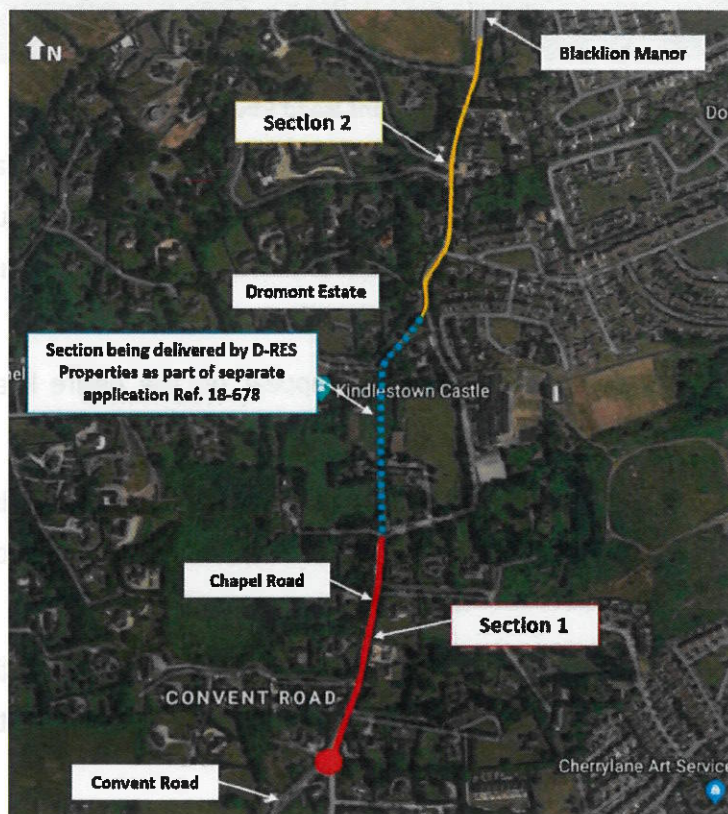 N
Blacklion Manor
Section 2
Do
Dromont Estate
Section being delivered by D-RES
Properties as part of separate
application Ref. 18-678
Kindlestown Castle
Chapel Road
Section 1
CONVENT ROAD
Convent Road
Cherrylane Art Service